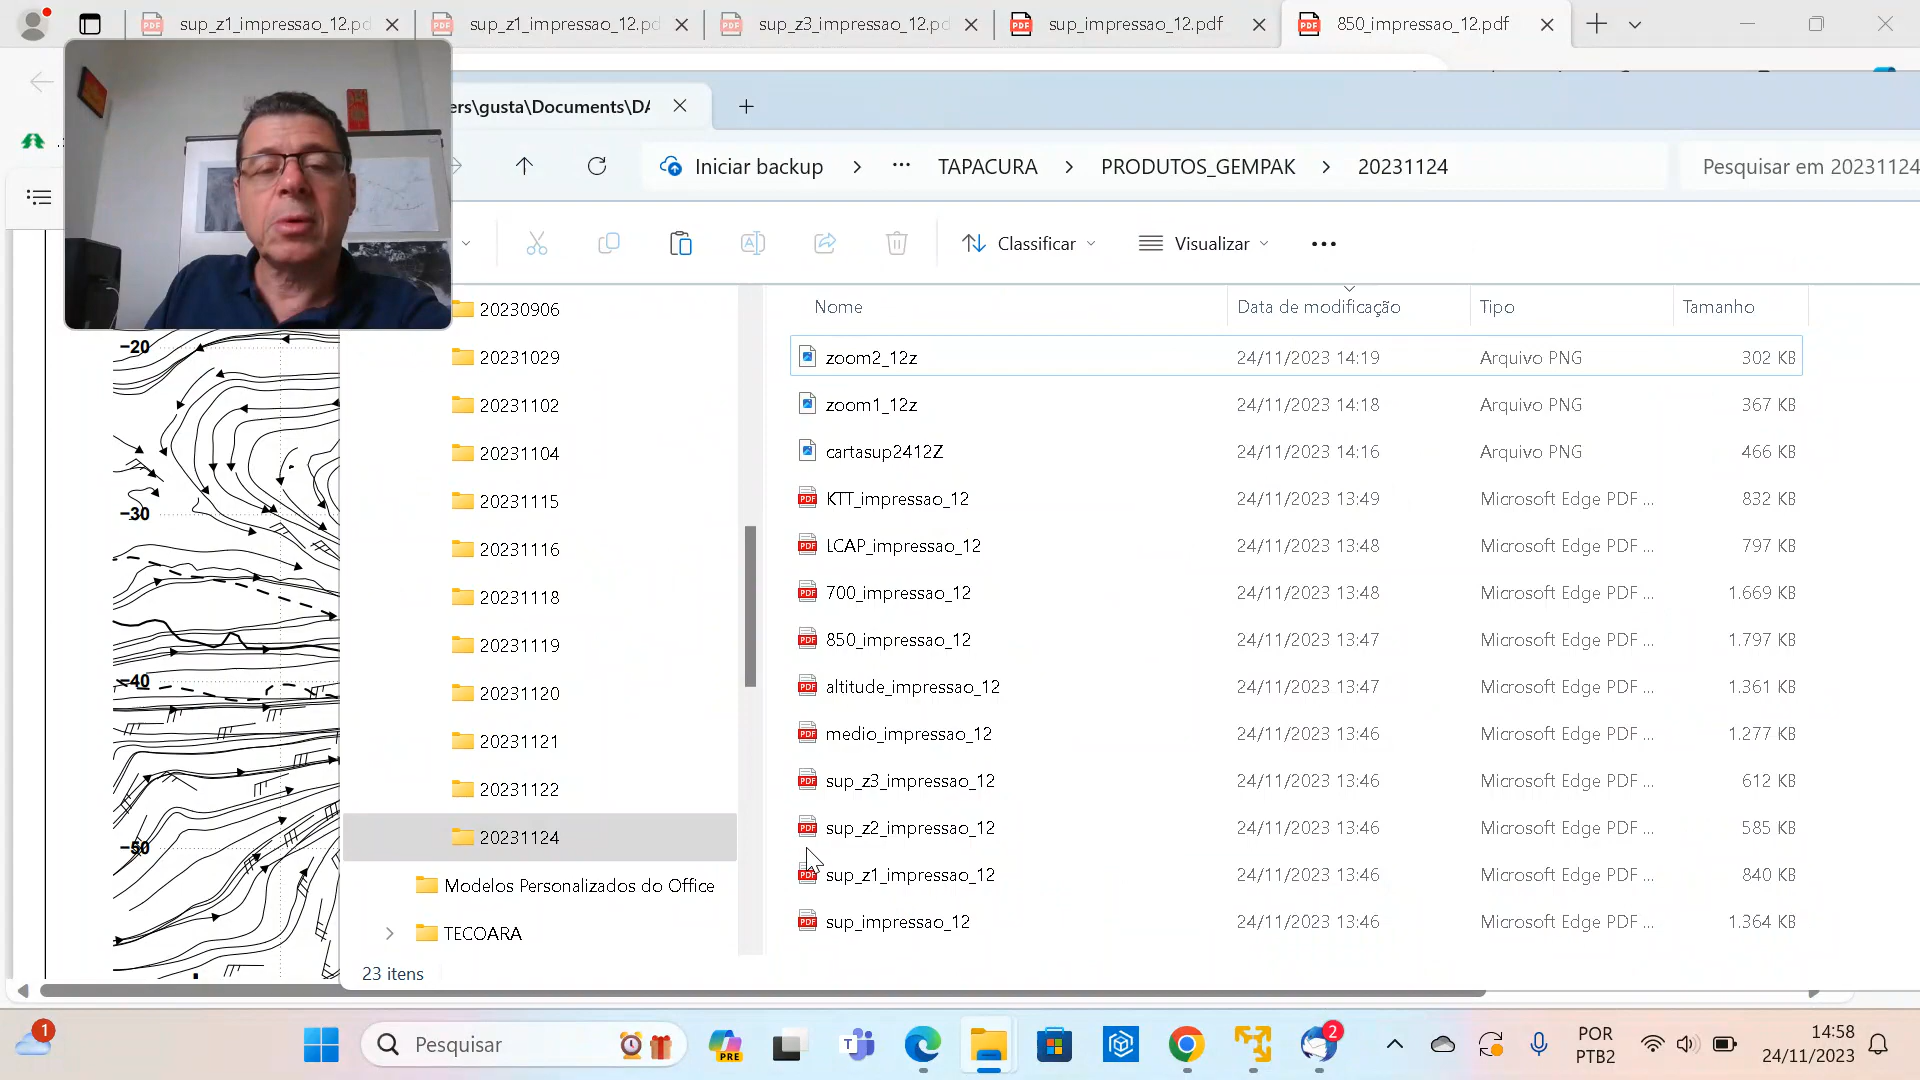 sup_z1_impressao_12.pd
sup_z1_impressao_12.pd
sup_z3_impressao_12.pd
sup_impressao_12.pdf
850_impressao_12.pdf
ers\gusta\Documents\DA
Iniciar backup
TAPACURA
PRODUTOS_GEMPAK
20231124
Pesquisar em 20231124
Classificar
Visualizar
Nome
Data de modificação
Tipo
Tamanho
20230906
20231029
20231102
20231104
20231115
20231116
20231118
20231119
20231120
20231121
20231122
20231124
Modelos Personalizados do Office
TECOARA
zoom2_12z 24/11/2023 14:19 Arquivo PNG 302 KB
zoom1_12z 24/11/2023 14:18 Arquivo PNG 367 KB
cartasup2412Z 24/11/2023 14:16 Arquivo PNG 466 KB
KTT_impressao_12 24/11/2023 13:49 Microsoft Edge PDF ... 832 KB
LCAP_impressao_12 24/11/2023 13:48 Microsoft Edge PDF ... 797 KB
700_impressao_12 24/11/2023 13:48 Microsoft Edge PDF ... 1.669 KB
850_impressao_12 24/11/2023 13:47 Microsoft Edge PDF ... 1.797 KB
altitude_impressao_12 24/11/2023 13:47 Microsoft Edge PDF ... 1.361 KB
medio_impressao_12 24/11/2023 13:46 Microsoft Edge PDF ... 1.277 KB
sup_z3_impressao_12 24/11/2023 13:46 Microsoft Edge PDF ... 612 KB
sup_z2_impressao_12 24/11/2023 13:46 Microsoft Edge PDF ... 585 KB
sup_z1_impressao_12 24/11/2023 13:46 Microsoft Edge PDF ... 840 KB
sup_impressao_12 24/11/2023 13:46 Microsoft Edge PDF ... 1.364 KB
-20
-30
-40
-50
23 itens
1
Pesquisar
PRE
2
POR
PTB2
14:58
24/11/2023